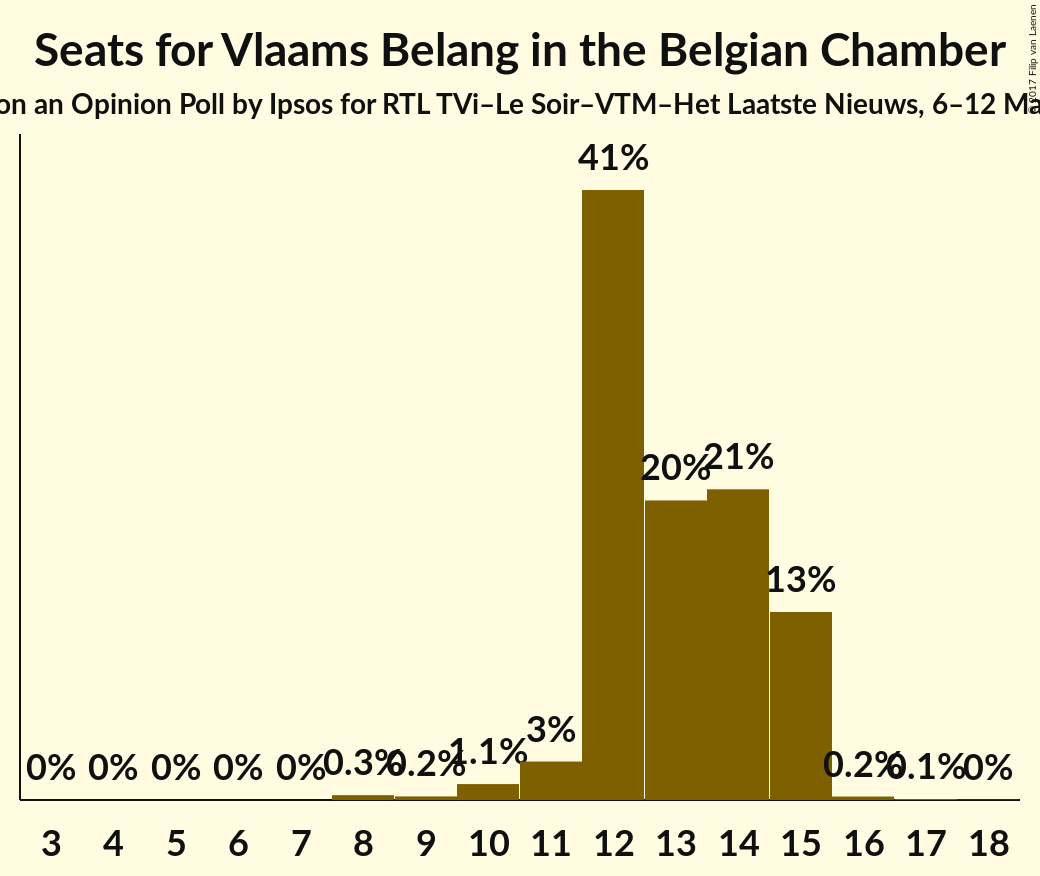 Seats for Vlaams Belang in the Belgian Chamber
on an Opinion Poll by Ipsos for RTL TVi–Le Soir–VTM–Het Laatste Nieuws, 6–12 Ma
© 2017 Filip van Laenen
41%
20% 21%
13%
0% 0% 0% 0% 0% 0.3% 0.2% 1.1% 3% 0.2% 0.1% 0%
3 4 5 6 7 8 9 10 11 12 13 14 15 16 17 18